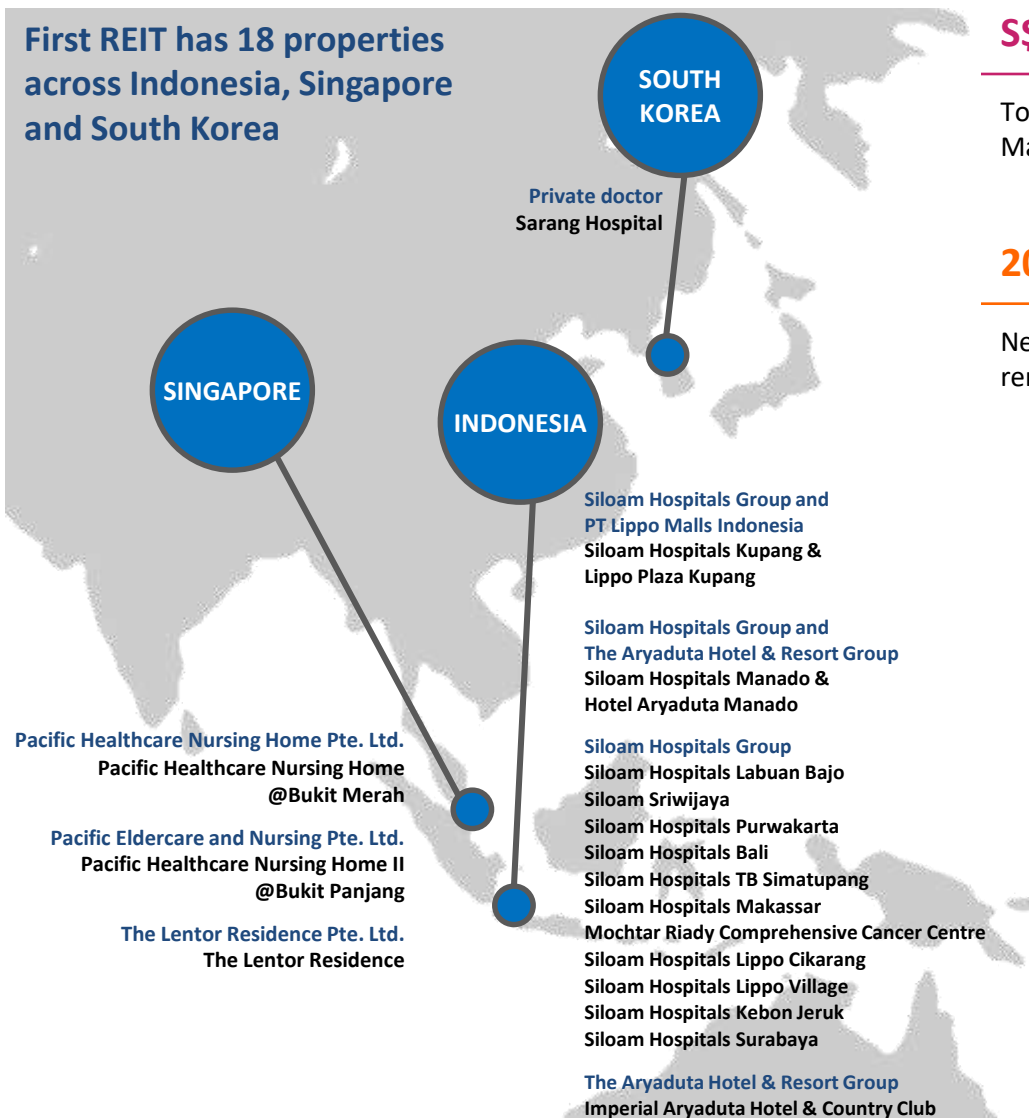 First REIT has 18 properties
across Indonesia, Singapore
and South Korea
SOUTH
KOREA
Private doctor
Sarang Hospital
SINGAPORE
INDONESIA
Siloam Hospitals Group and
PT Lippo Malls Indonesia
Siloam Hospitals Kupang &
Lippo Plaza Kupang
Siloam Hospitals Group and
The Aryaduta Hotel & Resort Group
Siloam Hospitals Manado &
Hotel Aryaduta Manado
Siloam Hospitals Group
Siloam Hospitals Labuan Bajo
Siloam Sriwijaya
Siloam Hospitals Purwakarta
Siloam Hospitals Bali
Siloam Hospitals TB Simatupang
Siloam Hospitals Makassar
Mochtar Riady Comprehensive Cancer Centre
Siloam Hospitals Lippo Cikarang
Siloam Hospitals Lippo Village
Siloam Hospitals Kebon Jeruk
Siloam Hospitals Surabaya
The Aryaduta Hotel & Resort Group
Imperial Aryaduta Hotel & Country Club
Pacific Healthcare Nursing Home Pte. Ltd.
Pacific Healthcare Nursing Home
@Bukit Merah
Pacific Eldercare and Nursing Pte. Ltd.
Pacific Healthcare Nursing Home II
@Bukit Panjang
The Lentor Residence Pte. Ltd.
The Lentor Residence